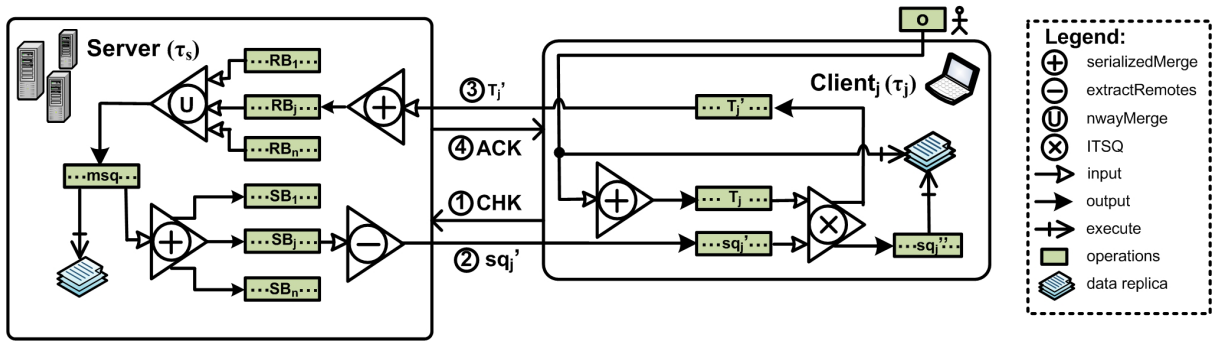 Server (τs)
···RB1···
···RBj···
···RBn···
U
+
③ Tj'
④ ACK
① CHK
② sqj'
···msq···
+
···SB1···
···SBj···
···SBn···
−
O
Clientj (τj)
··· Tj' ···
+
··· Tj ···
···sqj'···
×
···sqj''···
Legend:
+ serializedMerge
− extractRemotes
U nwayMerge
× ITSQ
input
output
execute
operations
data replica